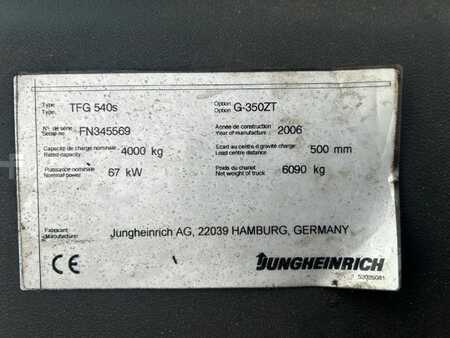 Type TFG 540s Option G-350ZT
Type Option
N° de série FN345569 Année de construction 2006
Serial no Year of manufacture
Capacité de charge nominale 4000 kg Ecart au centre d gravité charge 500 mm
Rated capacity Load centre distance
Puissance nominale 67 kW Poids du chariot 6090 kg
Nominal power Net weight of truck
Fabricant Jungheinrich AG, 22039 HAMBURG, GERMANY
Manufacturer
CE JUNGHEINRICH